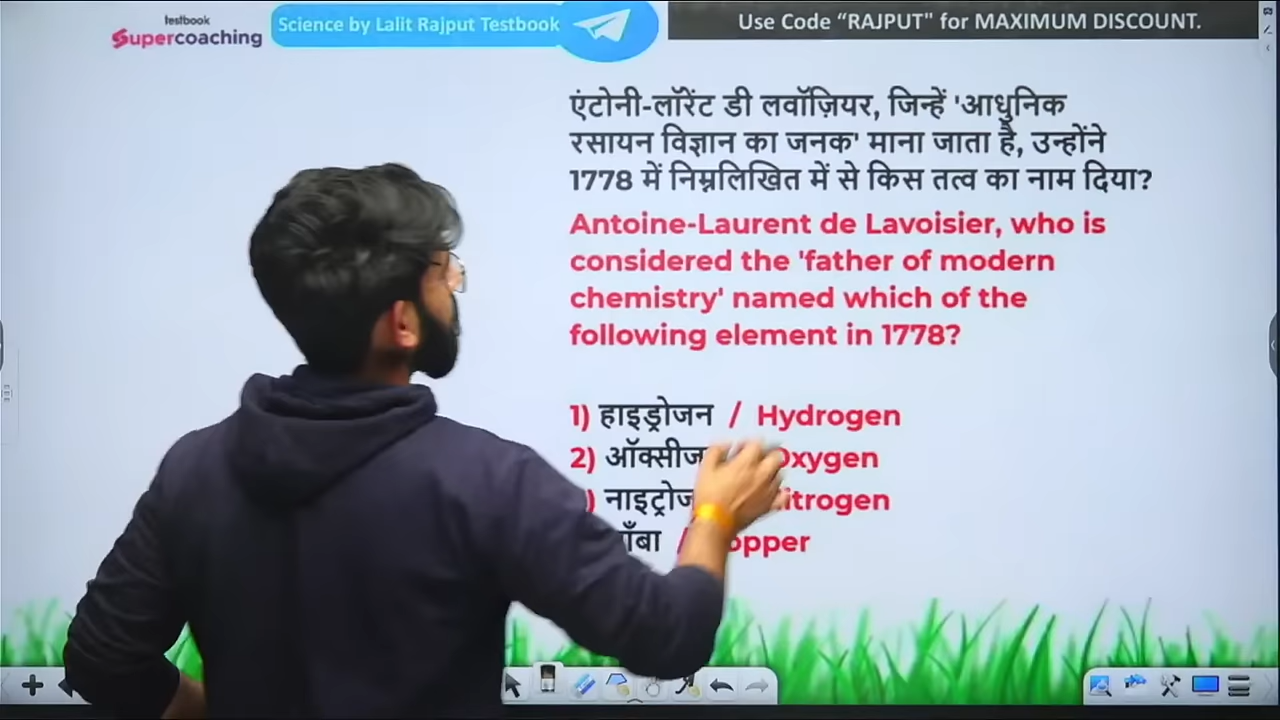 testbook
Supercoaching
Science by Lalit Rajput Testbook
Use Code “RAJPUT" for MAXIMUM DISCOUNT.
एंटोनी-लॉरेंट डी लवॉज़ियर, जिन्हें 'आधुनिक
रसायन विज्ञान का जनक' माना जाता है, उन्होंने
1778 में निम्नलिखित में से किस तत्व का नाम दिया?
Antoine-Laurent de Lavoisier, who is
considered the 'father of modern
chemistry' named which of the
following element in 1778?
1) हाइड्रोजन / Hydrogen
2) ऑक्सीज Oxygen
) नाइट्रोज itrogen
ँबा / opper